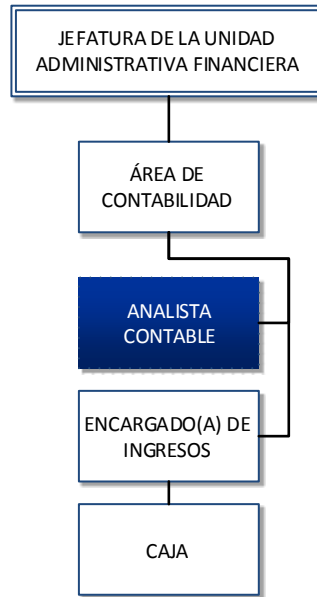 JEFATURA DE LA UNIDAD
ADMINISTRATIVA FINANCIERA
ÁREA DE
CONTABILIDAD
ANALISTA
CONTABLE
ENCARGADO(A) DE
INGRESOS
CAJA